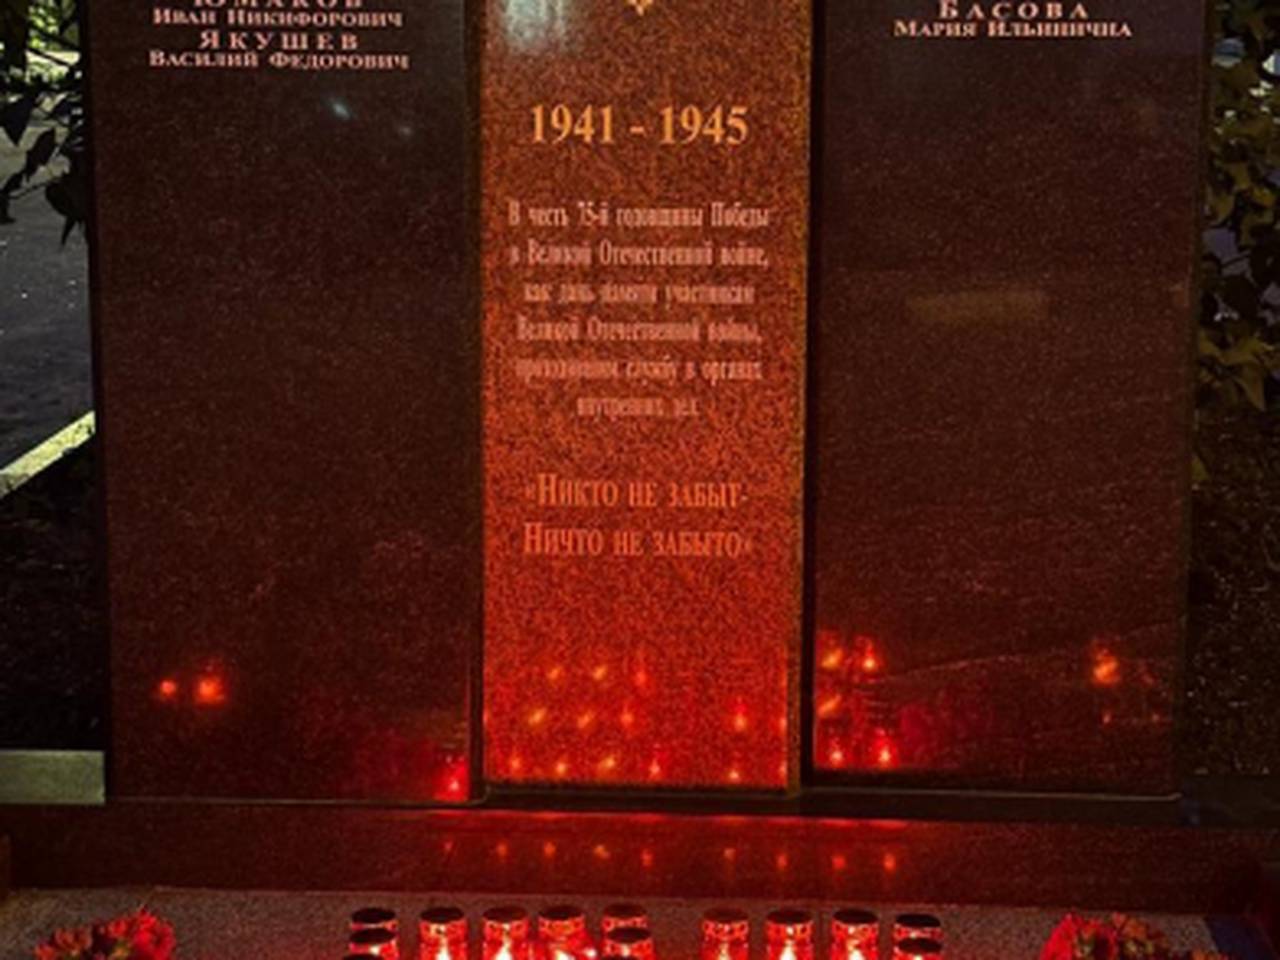 ЮМАКОВ
Иван Никифорович
ЯКУШЕВ
Василий Федорович
1941 - 1945
В честь 75-й годовщины Победы
в Великой Отечественной войне,
как дань памяти участникам
Великой Отечественной войны,
проходившим службу в органах
внутренних дел.
«Никто не забыт-
Ничто не забыто»
БАСОВА
Мария Ильинична